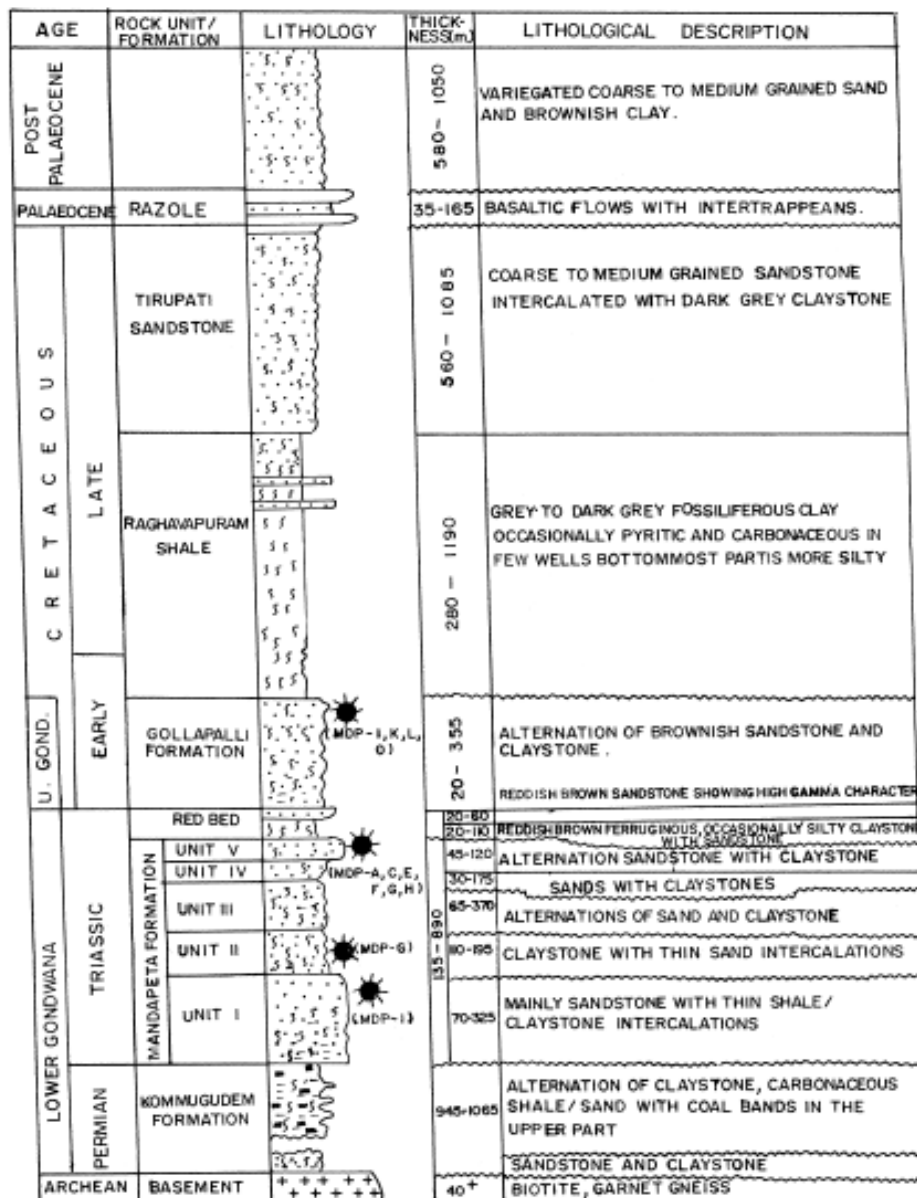 AGE
ROCK UNIT/
FORMATION
LITHOLOGY
THICK-
NESS(m)
LITHOLOGICAL DESCRIPTION
POST
PALAEOCENE
580- 1050
VARIEGATED COARSE TO MEDIUM GRAINED SAND
AND BROWNISH CLAY.
PALAEOCENE
RAZOLE
35-165
BASALTIC FLOWS WITH INTERTRAPPEANS.
CRETACEOUS
LATE
TIRUPATI
SANDSTONE
560- 1085
COARSE TO MEDIUM GRAINED SANDSTONE
INTERCALATED WITH DARK GREY CLAYSTONE
RAGHAVAPURAM
SHALE
280- 1190
GREY TO DARK GREY FOSSILIFEROUS CLAY
OCCASIONALLY PYRITIC AND CARBONACEOUS IN
FEW WELLS BOTTOMMOST PARTIS MORE SILTY
EARLY
U. GOND.
GOLLAPALLI
FORMATION
(MDP-1,K,L,
O)
20- 355
ALTERNATION OF BROWNISH SANDSTONE AND
CLAYSTONE.
REDDISH BROWN SANDSTONE SHOWING HIGH GAMMA CHARACTER
LOWER GONDWANA
TRIASSIC
RED BED
20-60
20-110
REDDISH BROWN FERRUGINOUS, OCCASIONALLY SILTY CLAYSTONE
WITH SANDSTONE
MANDAPETA FORMATION
135-890
UNIT V
(MDP-A,C,E,
F,G,H)
45-120
ALTERNATION SANDSTONE WITH CLAYSTONE
UNIT IV
30-175
SANDS WITH CLAYSTONES
UNIT III
65-370
ALTERNATIONS OF SAND AND CLAYSTONE
UNIT II
(MDP-G)
110-195
CLAYSTONE WITH THIN SAND INTERCALATIONS
UNIT I
(MDP-1)
70-325
MAINLY SANDSTONE WITH THIN SHALE/
CLAYSTONE INTERCALATIONS
PERMIAN
KOMMUGUDEM
FORMATION
945-1065
ALTERNATION OF CLAYSTONE, CARBONACEOUS
SHALE/SAND WITH COAL BANDS IN THE
UPPER PART
SANDSTONE AND CLAYSTONE
ARCHEAN
BASEMENT
40+
BIOTITE, GARNET GNEISS